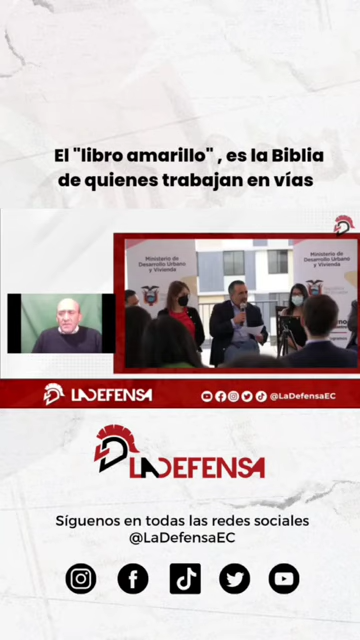 El "libro amarillo" , es la Biblia
de quienes trabajan en vías
Ministerio de
Desarrollo Urbano
y Vivienda
Ministerio de
Desarrollo Urbano
y Vivienda
LADEFENSA
@LaDefensaEC
LADEFENSA
Síguenos en todas las redes sociales
@LaDefensaEC